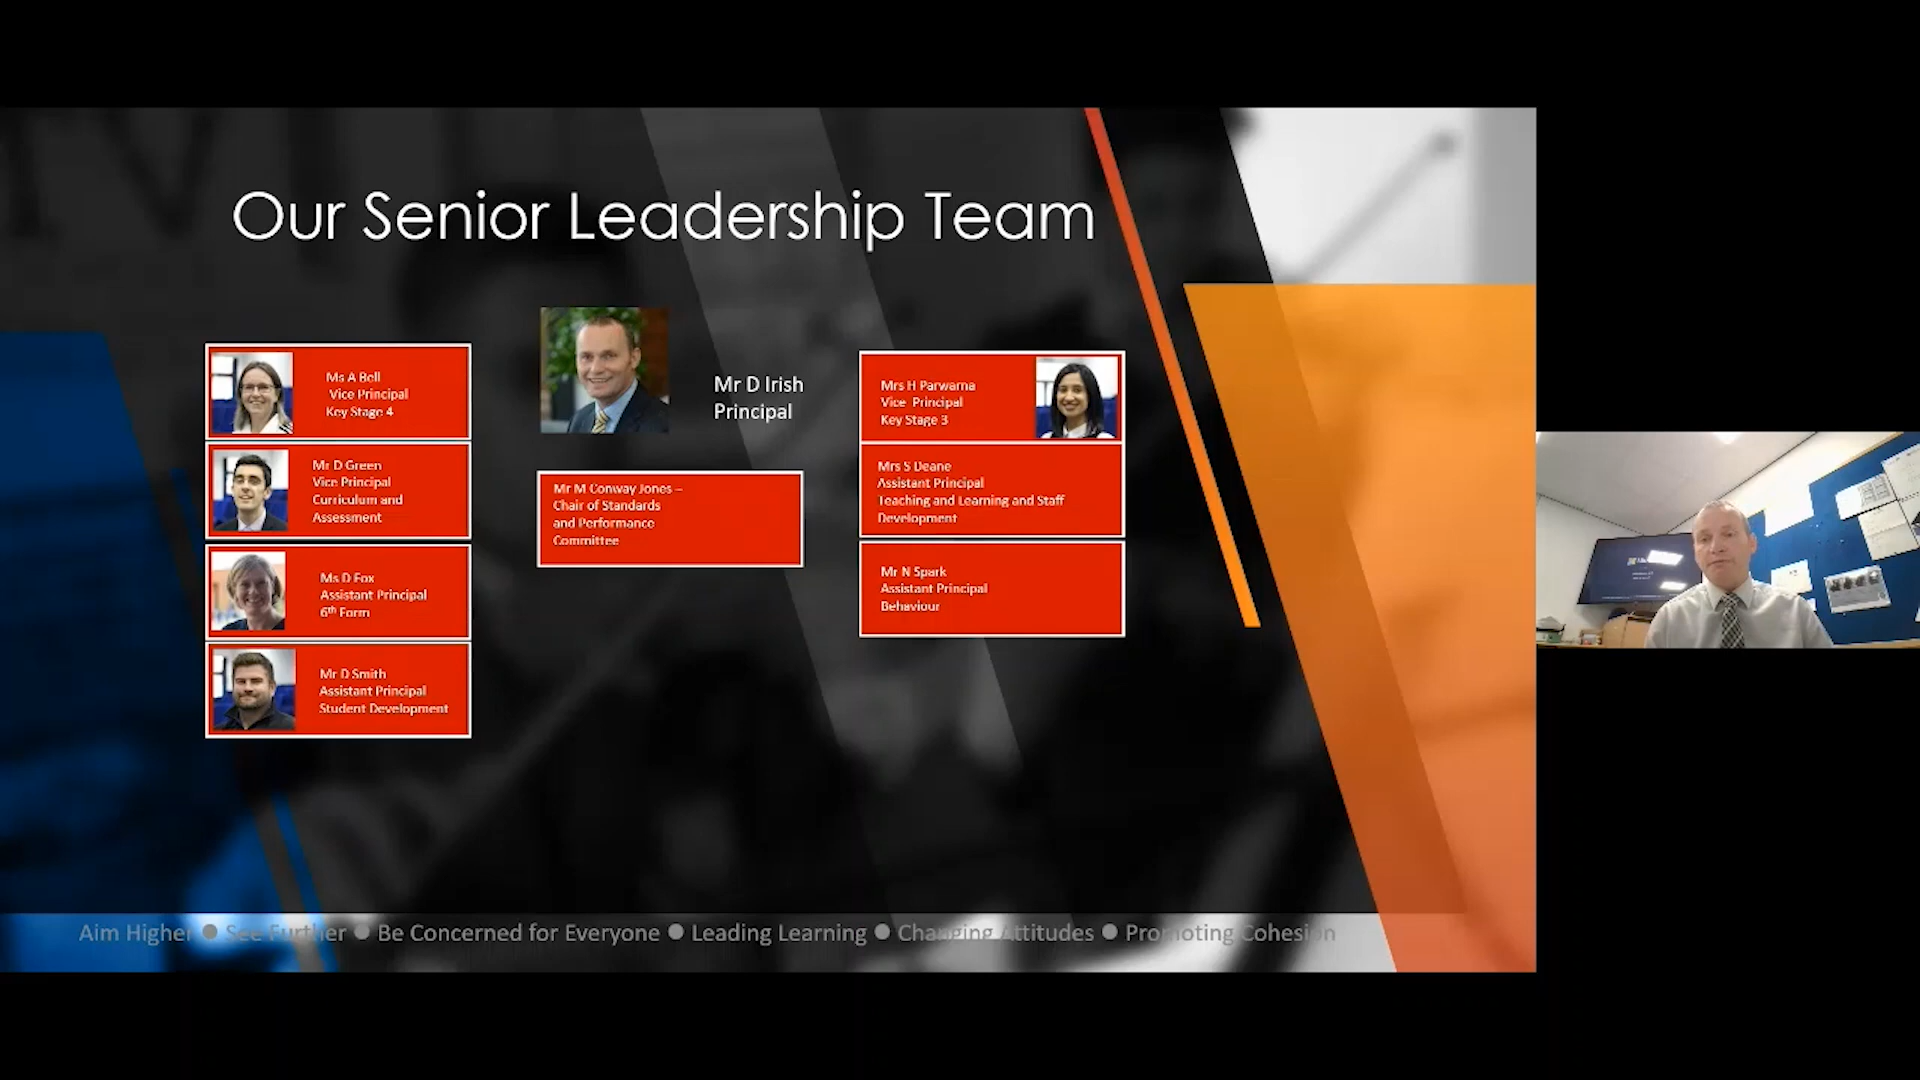 Our Senior Leadership Team
Ms A Bell
Vice Principal
Key Stage 4
Mr D Green
Vice Principal
Curriculum and
Assessment
Ms D Fox
Assistant Principal
6th Form
Mr D Smith
Assistant Principal
Student Development
Mr D Irish
Principal
Mr M Conway Jones –
Chair of Standards
and Performance
Committee
Mrs H Parwarna
Vice Principal
Key Stage 3
Mrs S Deane
Assistant Principal
Teaching and Learning and Staff
Development
Mr N Spark
Assistant Principal
Behaviour
Aim Higher ● See Further ● Be Concerned for Everyone ● Leading Learning ● Changing Attitudes ● Promoting Cohesion